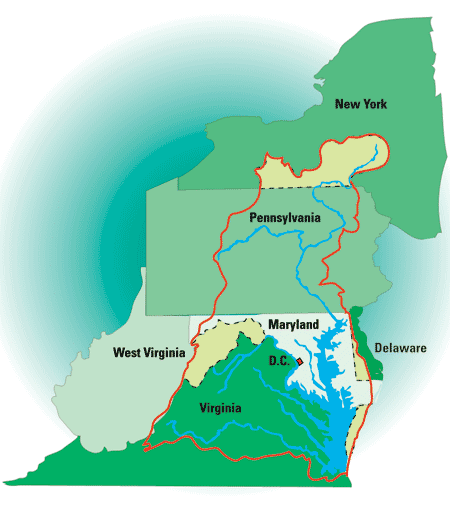 New York
Pennsylvania
Maryland
West Virginia
Delaware
D.C.
Virginia